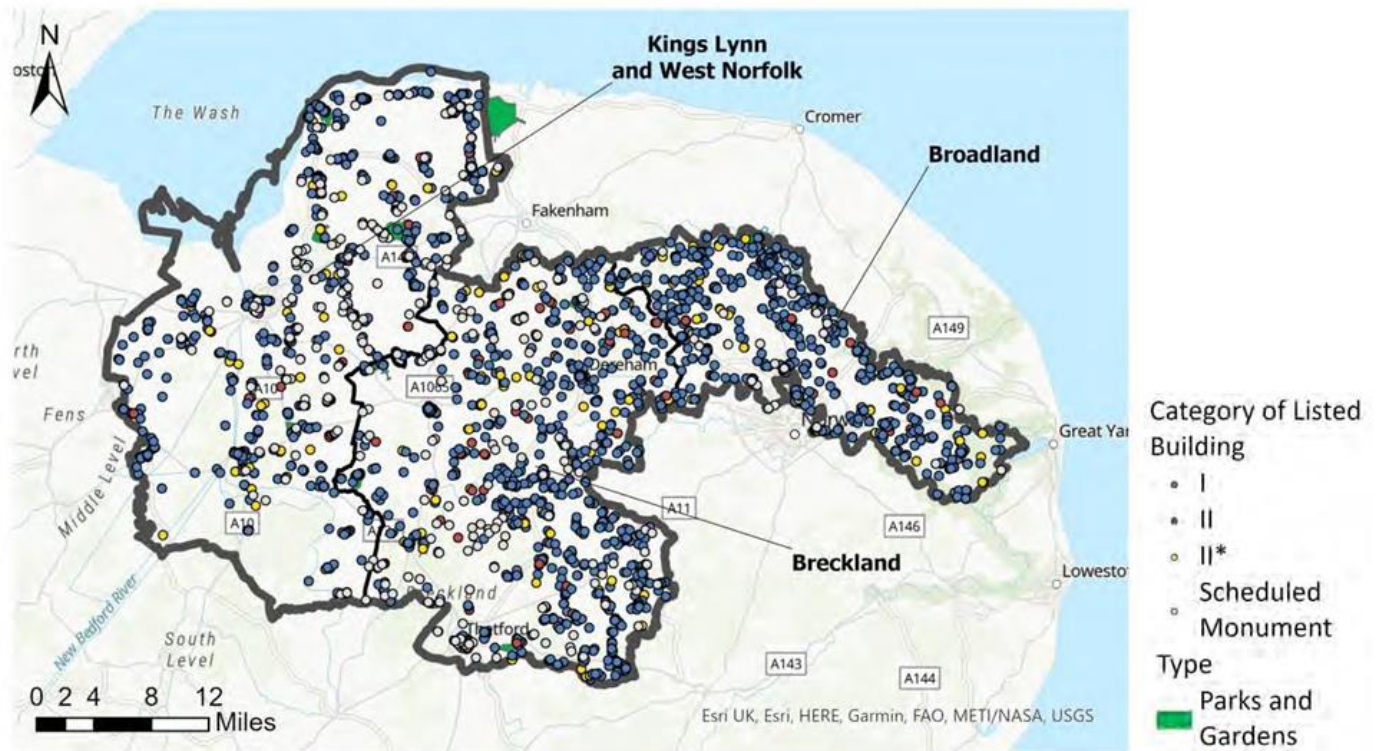 N
Kings Lynn
and West Norfolk
The Wash
Cromer
Broadland
Fakenham
A149
Dereham
A10
Fens
Great Yar
Middle Level
A10
A11
A146
Breckland
Lowesto
Thetford
New Bedford River
South
Level
A143
A144
0 2 4 8 12
Miles
Esri UK, Esri, HERE, Garmin, FAO, METI/NASA, USGS
Category of Listed
Building
I
II
II*
Scheduled
Monument
Type
Parks and
Gardens